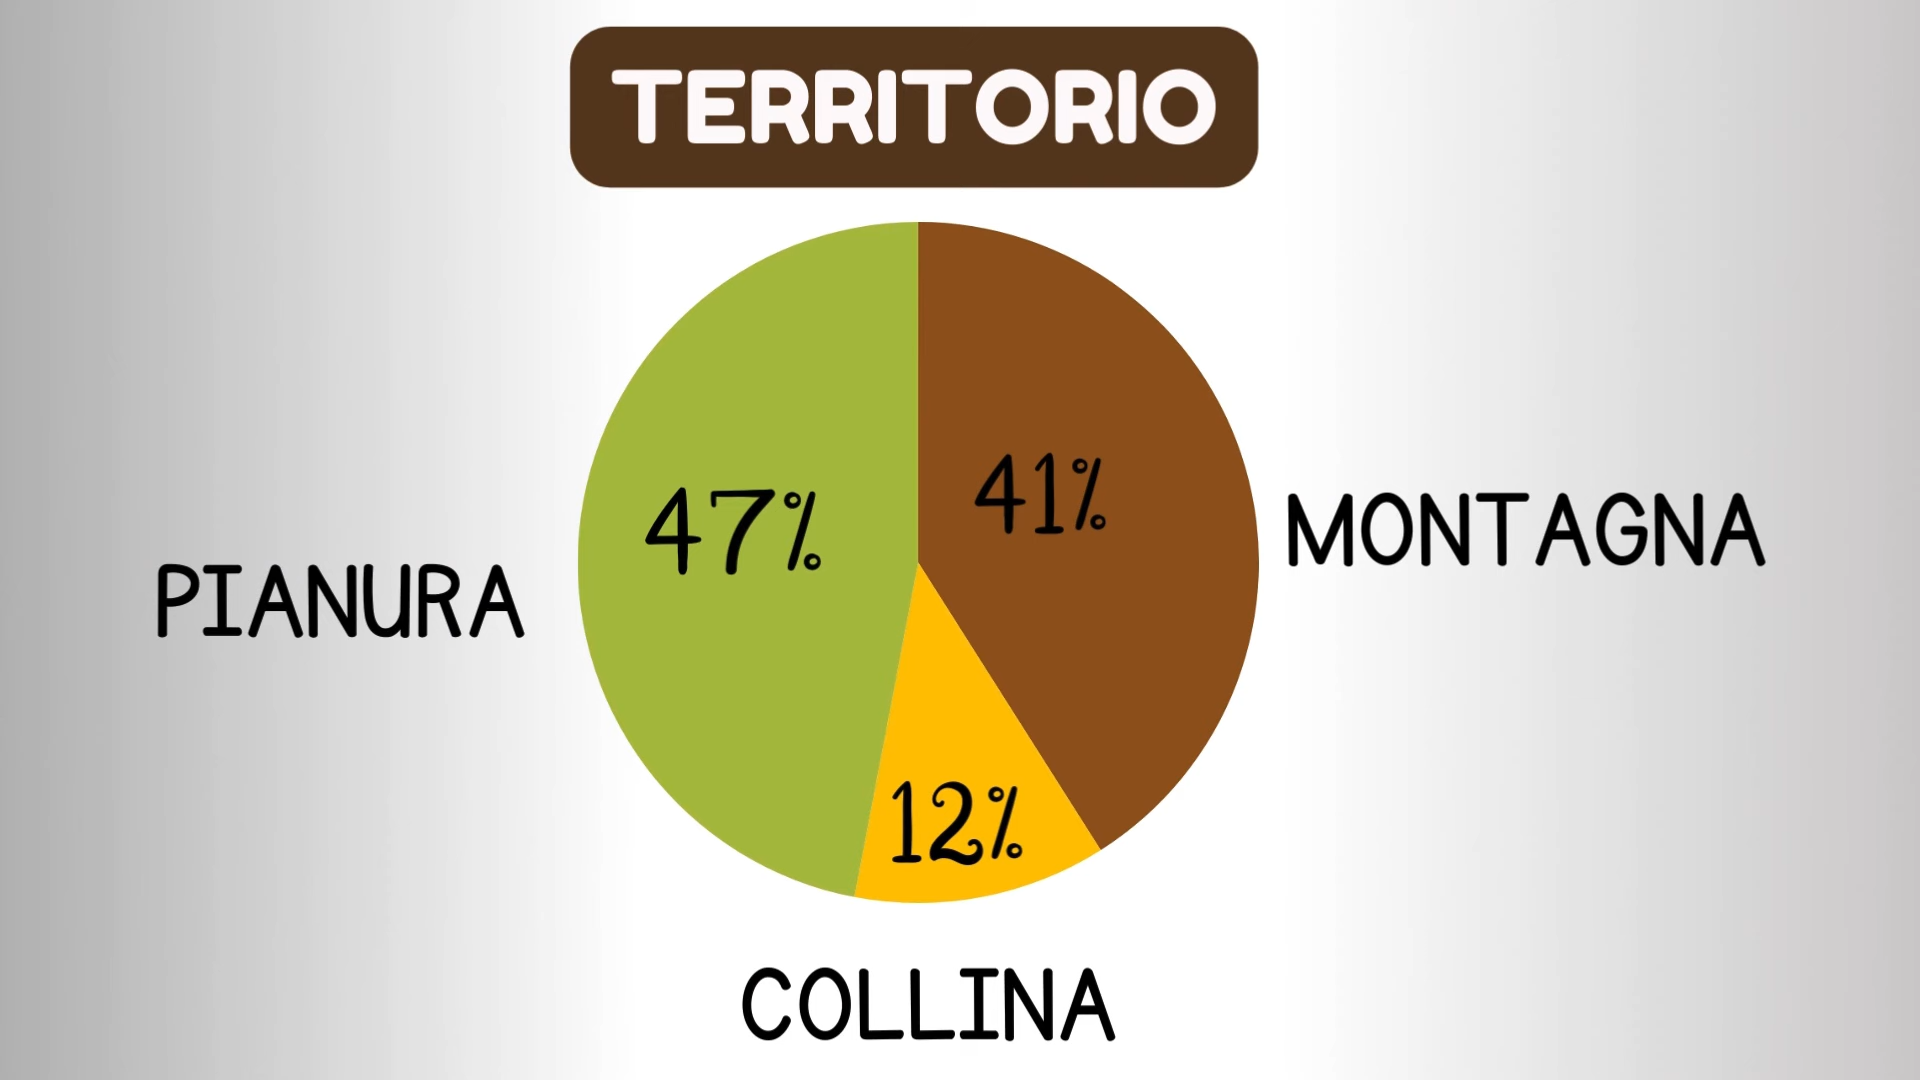 TERRITORIO
47%
41%
MONTAGNA
PIANURA
12%
COLLINA